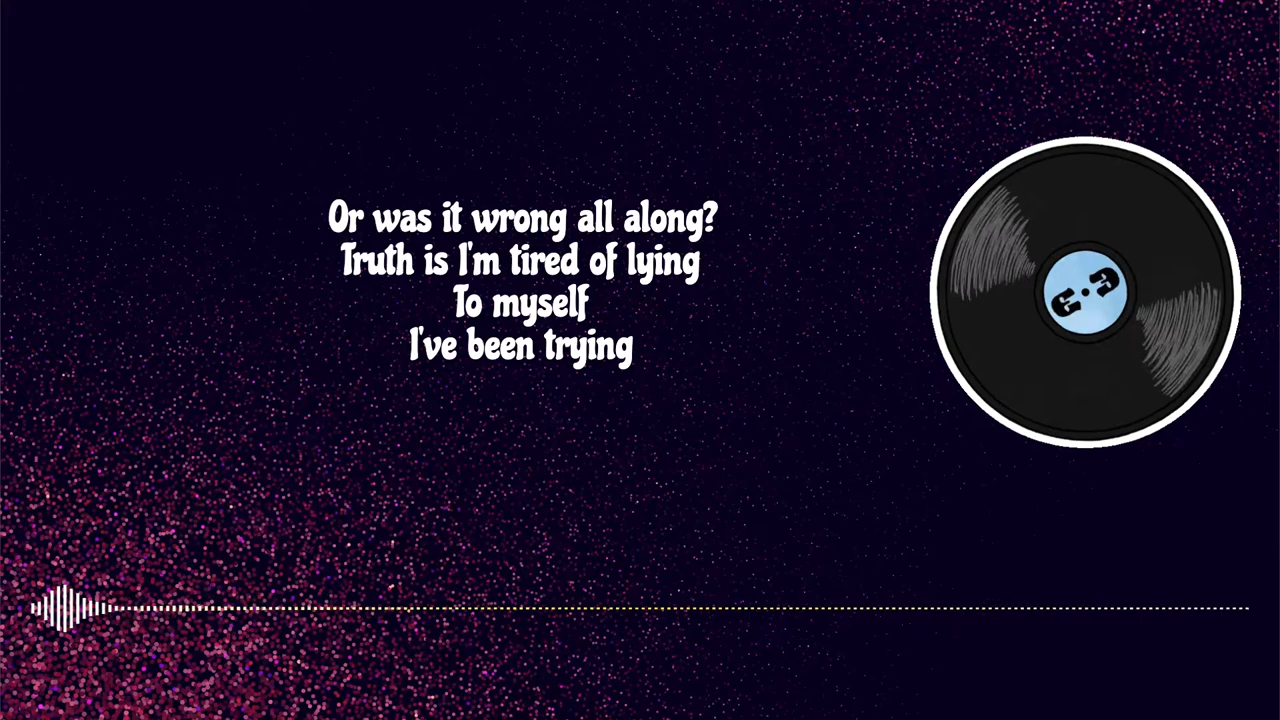 Or was it wrong all along?
Truth is I'm tired of lying
To myself
I've been trying